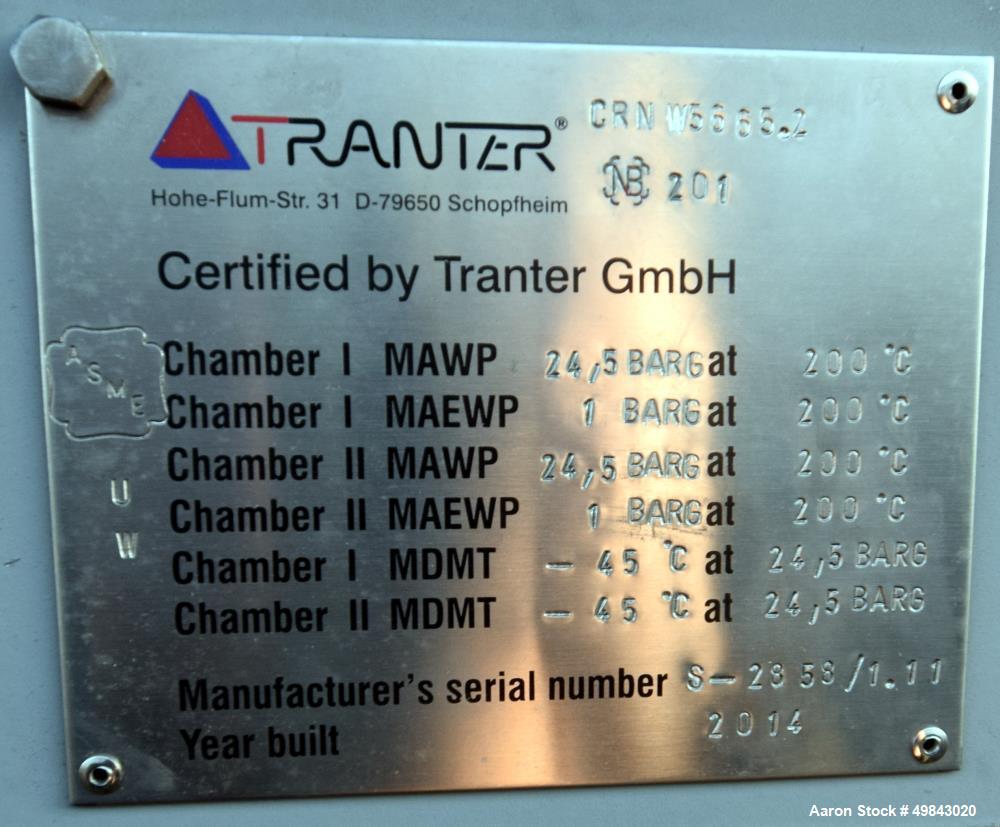 TRANTER® CRN W5665.2
Hohe-Flum-Str. 31 D-79650 Schopfheim NB 201
Certified by Tranter GmbH
ASME
Chamber I MAWP 24,5 BARG at 200 °C
Chamber I MAEWP 1 BARG at 200 °C
Chamber II MAWP 24,5 BARG at 200 °C
U
Chamber II MAEWP 1 BARG at 200 °C
W
Chamber I MDMT - 45 °C at 24,5 BARG
Chamber II MDMT - 45 °C at 24,5 BARG
Manufacturer's serial number S-2858/1.11
Year built 2014
Aaron Stock # 49843020